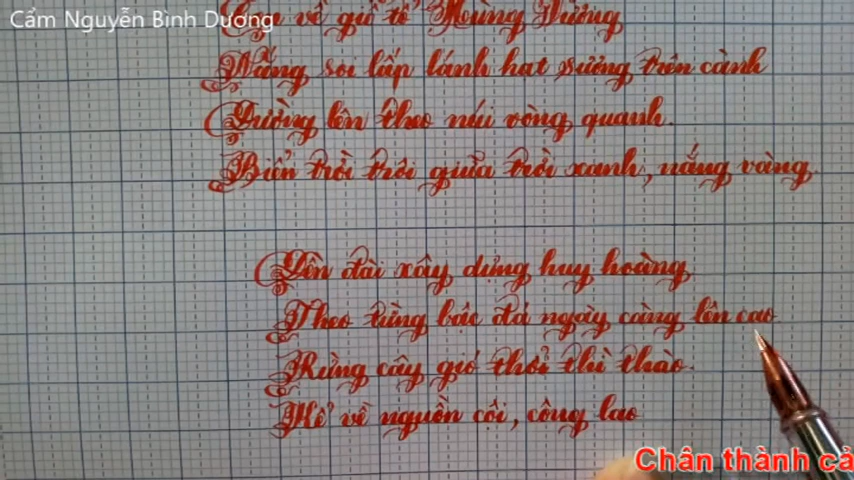 Cẩm Nguyễn Bình Dương
về giỗ tổ Hùng Vương
Nắng soi lấp lánh hạt sương trên cành
Đường lên theo núi vòng quanh.
Biển trời trôi giữa trời xanh, nắng vàng.
Đền đài xây dựng huy hoàng
Theo từng bậc đá ngày càng lên cao
Rừng cây gió thổi thì thào.
Kể về nguồn cội, công lao
Chân thành cả